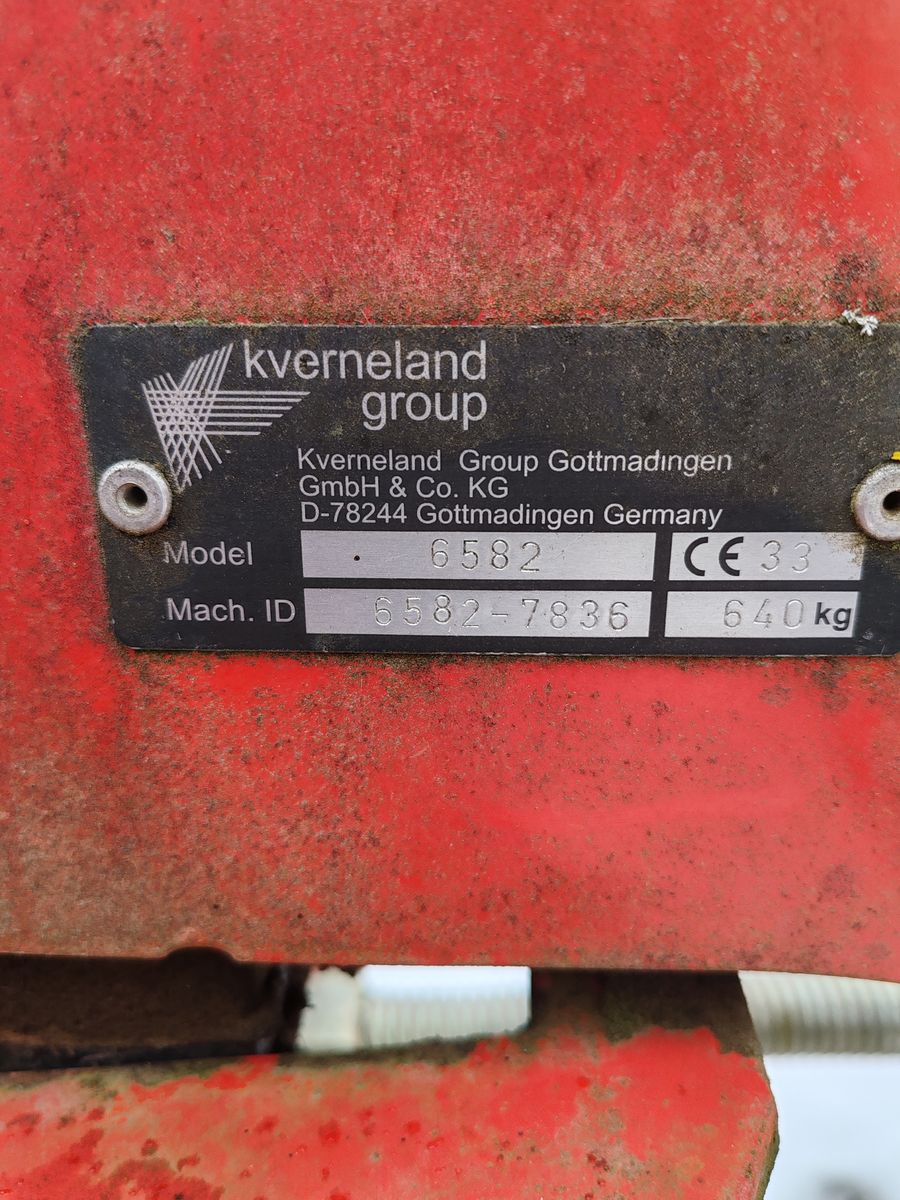 kverneland
group
Kverneland Group Gottmadingen
GmbH & Co. KG
D-78244 Gottmadingen Germany
Model 6582 CE 33
Mach. ID 6582-7836 640 kg